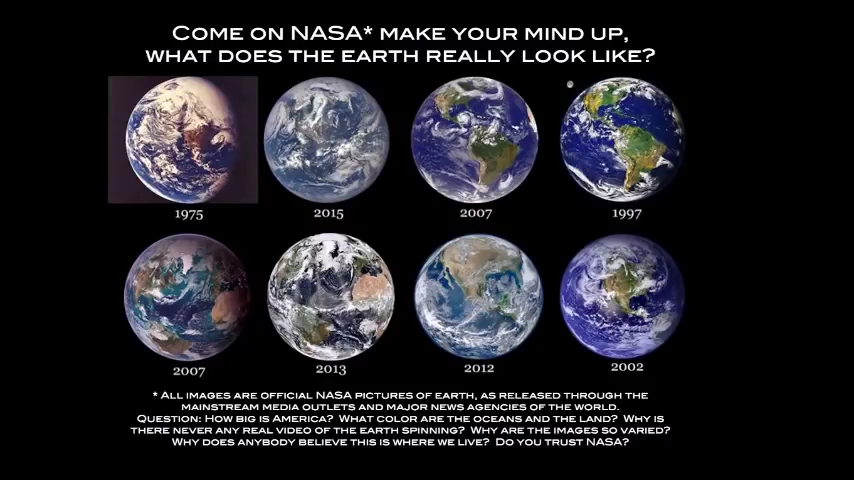 Come on NASA* make your mind up,
what does the earth really look like?
1975
2015
2007
1997
2007
2013
2012
2002
* All images are official NASA pictures of earth, as released through the
mainstream media outlets and major news agencies of the world.
Question: How big is America? What color are the oceans and the land? Why is
there never any real video of the earth spinning? Why are the images so varied?
Why does anybody believe this is where we live? Do you trust NASA?